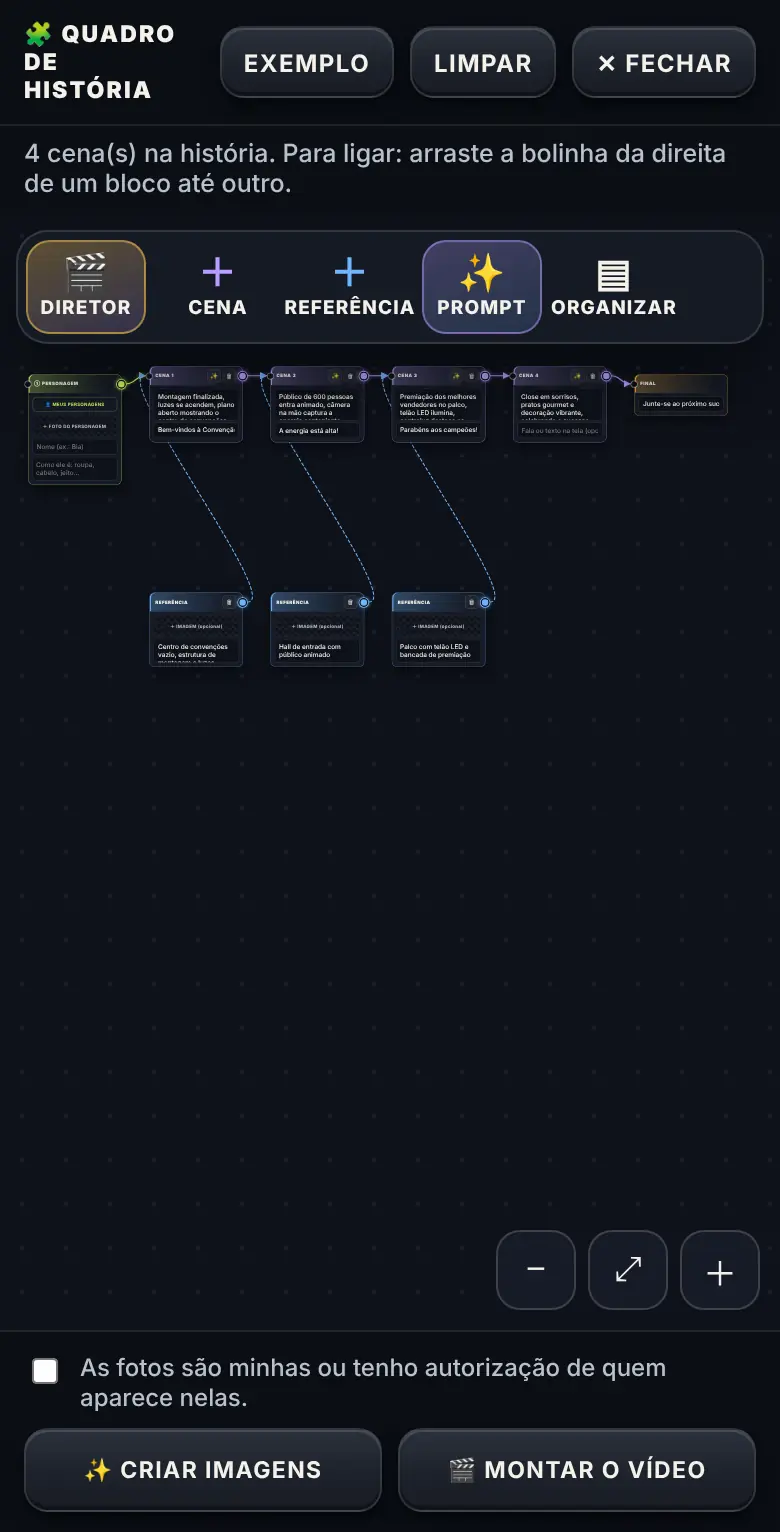 🧩 QUADRO
DE
HISTÓRIA
EXEMPLO
LIMPAR
✕ FECHAR
4 cena(s) na história. Para ligar: arraste a bolinha da direita
de um bloco até outro.
DIRETOR
CENA
REFERÊNCIA
PROMPT
ORGANIZAR
PERSONAGEM
MEUS PERSONAGENS
+ FOTO DO PERSONAGEM
Nome (ex.: Bia)
Como ele é: roupa,
cabelo, jeito...
CENA 1
Montagem finalizada,
luzes se acendem, plano
aberto mostrando o
Bem-vindos à Convençã
CENA 2
Público de 600 pessoas
entra animado, câmera
na mão captura a
A energia está alta!
CENA 3
Premiação dos melhores
vendedores no palco,
telão LED ilumina,
Parabéns aos campeões!
CENA 4
Close em sorrisos,
pratos gourmet e
decoração vibrante,
Fala ou texto na tela (opc
FINAL
Junte-se ao próximo suc
REFERÊNCIA
+ IMAGEM (opcional)
Centro de convenções
vazio, estrutura de
REFERÊNCIA
+ IMAGEM (opcional)
Hall de entrada com
público animado
REFERÊNCIA
+ IMAGEM (opcional)
Palco com telão LED e
bancada de premiação
As fotos são minhas ou tenho autorização de quem
aparece nelas.
✨ CRIAR IMAGENS
🎬 MONTAR O VÍDEO